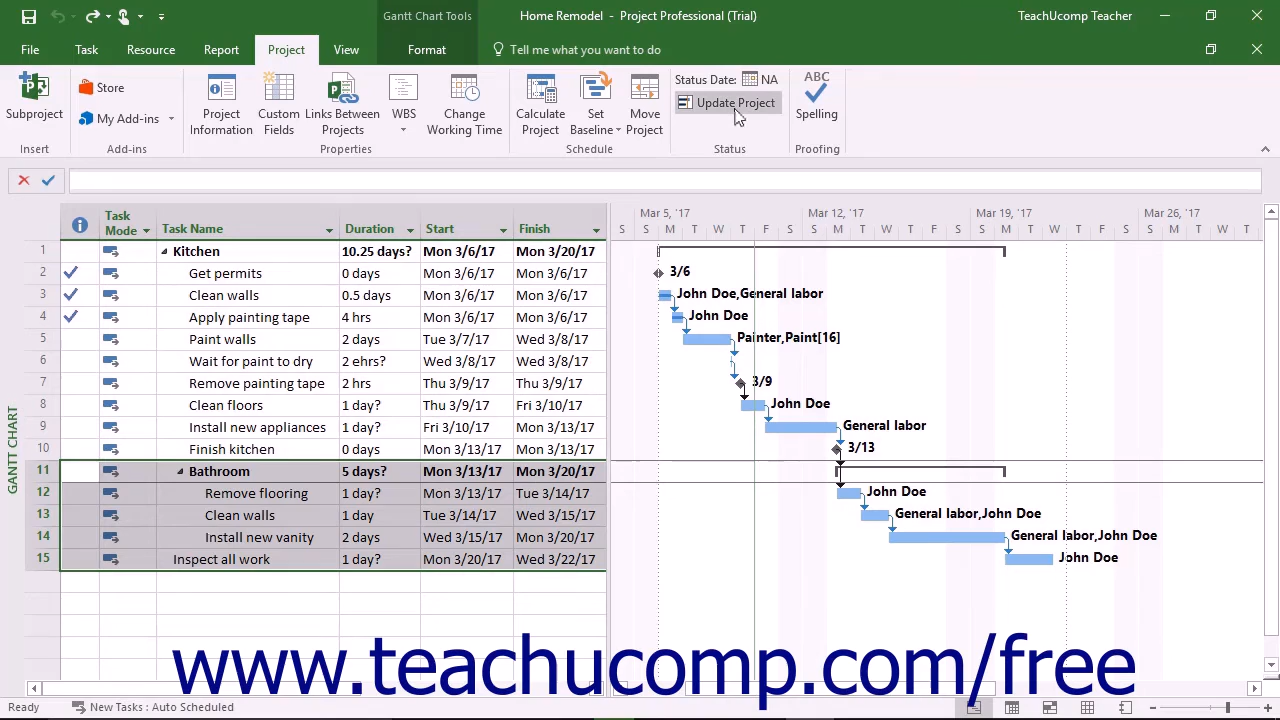 Gantt Chart Tools
Home Remodel - Project Professional (Trial)
TeachUcomp Teacher
File Task Resource Report Project View Format Tell me what you want to do
Subproject
Insert
Store
My Add-ins
Add-ins
Project Information
Custom Fields
Links Between Projects
WBS
Change Working Time
Properties
Calculate Project
Set Baseline
Move Project
Schedule
Status Date: NA
Update Project
Status
ABC
Spelling
Proofing
GANTT CHART
Task Mode Task Name Duration Start Finish
1 Kitchen 10.25 days? Mon 3/6/17 Mon 3/20/17
2 Get permits 0 days Mon 3/6/17 Mon 3/6/17
3 Clean walls 0.5 days Mon 3/6/17 Mon 3/6/17
4 Apply painting tape 4 hrs Mon 3/6/17 Mon 3/6/17
5 Paint walls 2 days Tue 3/7/17 Wed 3/8/17
6 Wait for paint to dry 2 ehrs? Wed 3/8/17 Wed 3/8/17
7 Remove painting tape 2 hrs Thu 3/9/17 Thu 3/9/17
8 Clean floors 1 day? Thu 3/9/17 Fri 3/10/17
9 Install new appliances 1 day? Fri 3/10/17 Mon 3/13/17
10 Finish kitchen 0 days Mon 3/13/17 Mon 3/13/17
11 Bathroom 5 days? Mon 3/13/17 Mon 3/20/17
12 Remove flooring 1 day? Mon 3/13/17 Tue 3/14/17
13 Clean walls 1 day Tue 3/14/17 Wed 3/15/17
14 Install new vanity 2 days Wed 3/15/17 Mon 3/20/17
15 Inspect all work 1 day? Mon 3/20/17 Wed 3/22/17
Mar 5, '17 Mar 12, '17 Mar 19, '17 Mar 26, '17
S S M T W T F S S M T W T F S S M T W T F S S M T W T
3/6
John Doe,General labor
John Doe
Painter,Paint[16]
3/9
John Doe
General labor
3/13
John Doe
General labor,John Doe
General labor,John Doe
John Doe
www.teachucomp.com/free
Ready New Tasks : Auto Scheduled